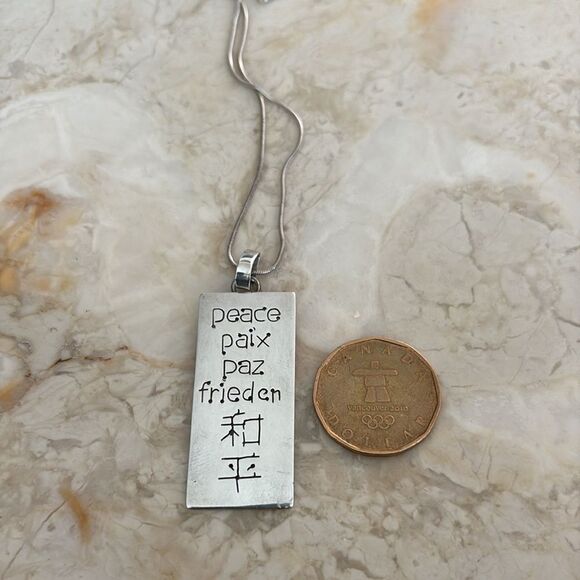 peace
paix
paz
frieden
和
平
CANADA
vancouver 2010
DOLLAR